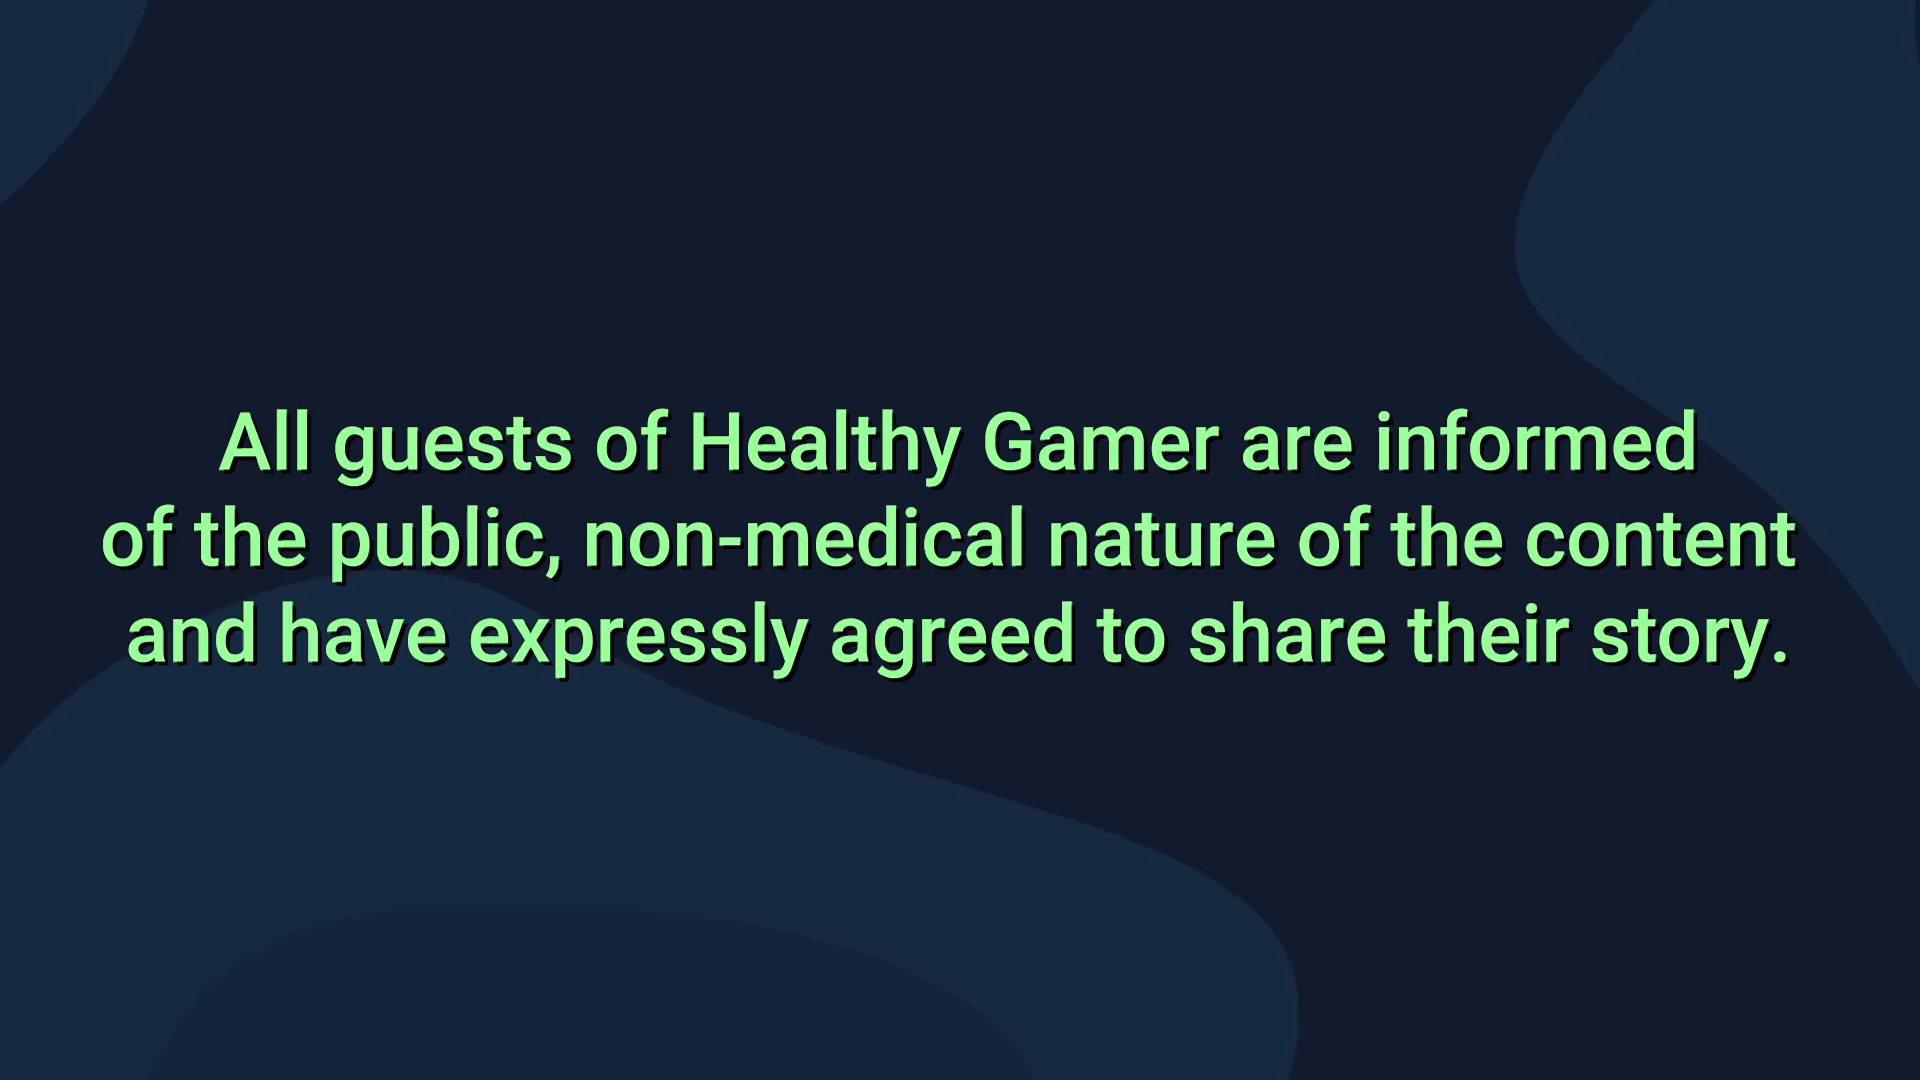 All guests of Healthy Gamer are informed
of the public, non-medical nature of the content
and have expressly agreed to share their story.